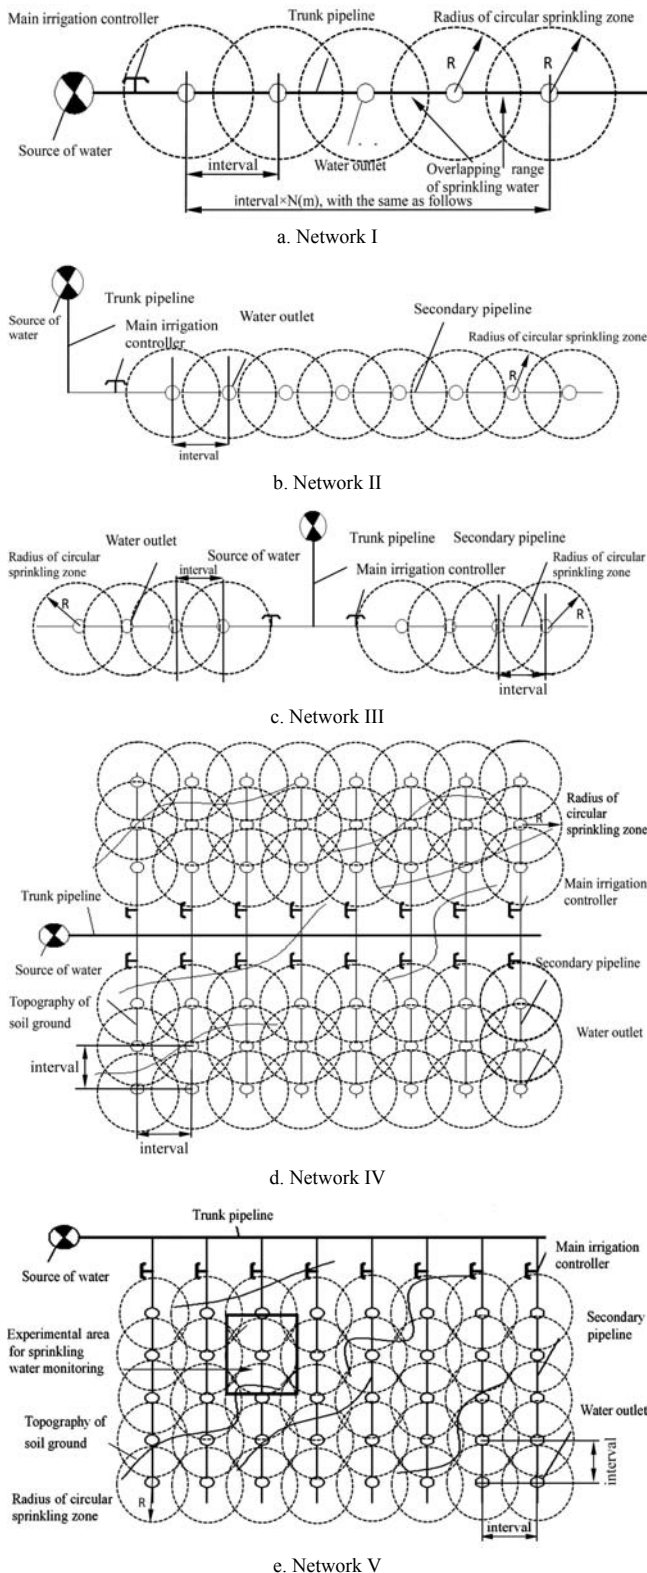 Main irrigation controller
Trunk pipeline
Radius of circular sprinkling zone
R
R
Source of water
interval
Water outlet
Overlapping range
of sprinkling water
interval×N(m), with the same as follows
a. Network I
Trunk pipeline
Source of
water
Main irrigation
controller
Water outlet
Secondary pipeline
Radius of circular
sprinkling zone
R
interval
b. Network II
Radius of circular
sprinkling zone
Water outlet
interval
Source of water
Trunk pipeline
Secondary pipeline
Main irrigation controller
Radius of circular
sprinkling zone
R
R
interval
c. Network III
R
Radius of
circular
sprinkling zone
Trunk pipeline
Main irrigation
controller
Source of water
Secondary pipeline
Topography of
soil ground
Water outlet
interval
interval
d. Network IV
Trunk pipeline
Source of water
Main irrigation
controller
Experimental area
for sprinkling
water monitoring
Secondary
pipeline
Topography of
soil ground
Water outlet
interval
Radius of circular
sprinkling zone
R
interval
e. Network V